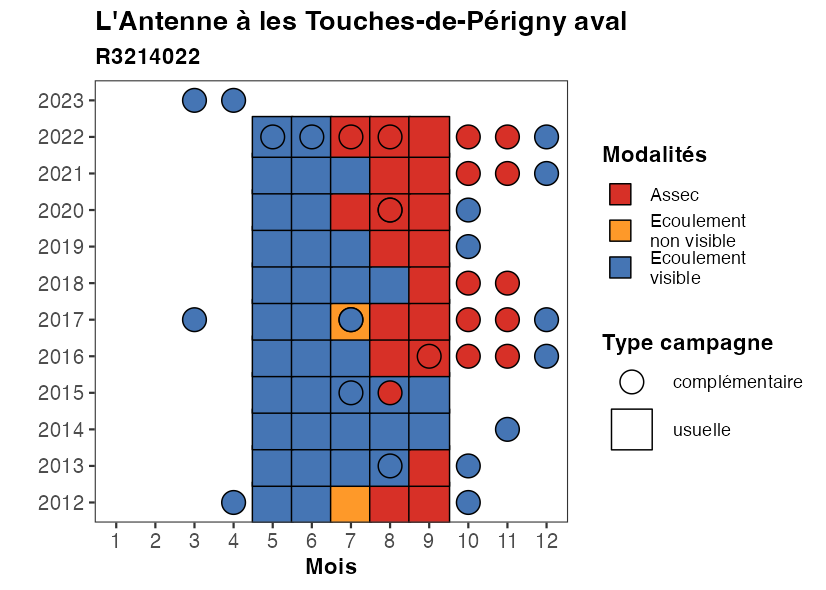 L'Antenne à les Touches-de-Périgny aval
R3214022
2023
2022
2021
2020
2019
2018
2017
2016
2015
2014
2013
2012
1 2 3 4 5 6 7 8 9 10 11 12
Mois
Modalités
Assec
Ecoulement
non visible
Ecoulement
visible
Type campagne
complémentaire
usuelle